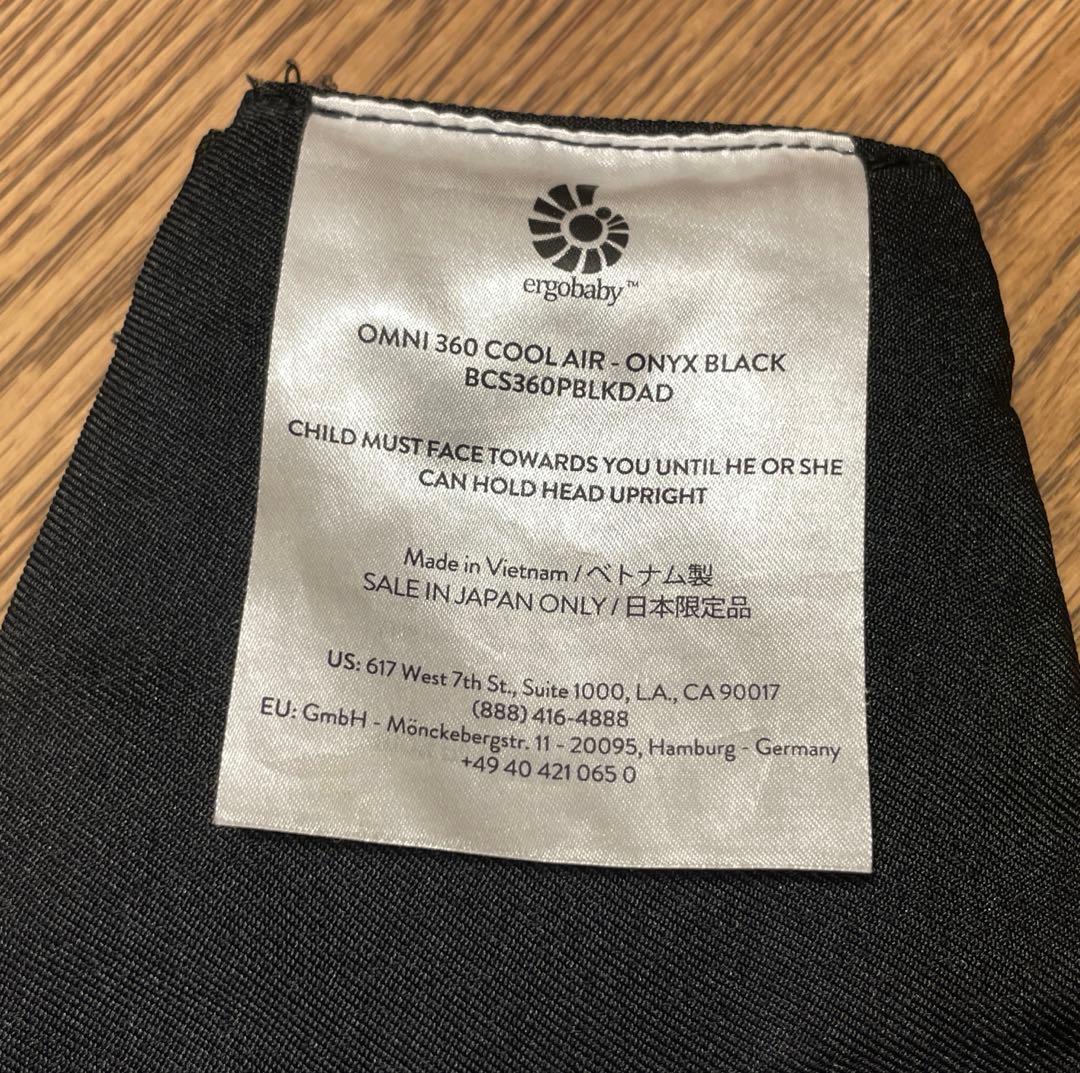 ergobaby™
OMNI 360 COOL AIR - ONYX BLACK
BCS360PBLKDAD
CHILD MUST FACE TOWARDS YOU UNTIL HE OR SHE
CAN HOLD HEAD UPRIGHT
Made in Vietnam / ベトナム製
SALE IN JAPAN ONLY / 日本限定品
US: 617 West 7th St., Suite 1000, L.A., CA 90017
(888) 416-4888
EU: GmbH - Mönckebergstr. 11 - 20095, Hamburg - Germany
+49 40 421 065 0